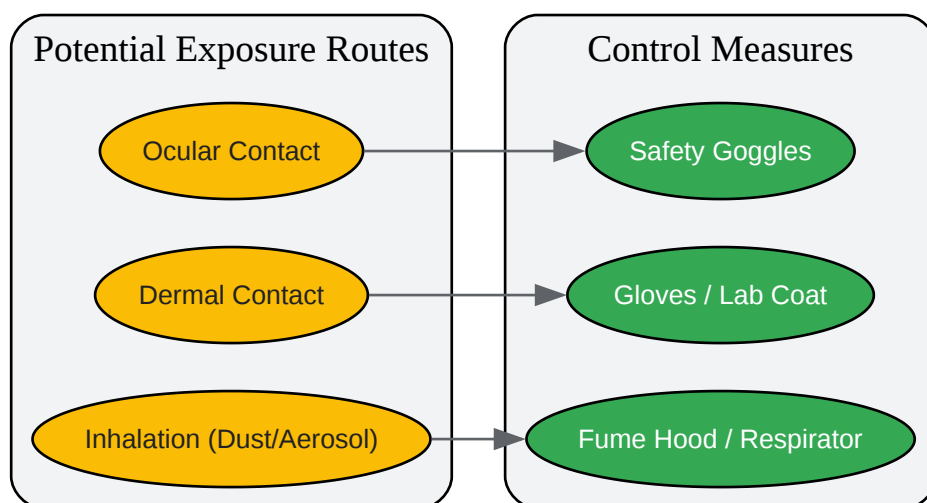 Potential Exposure Routes
Control Measures
Ocular Contact
Safety Goggles
Dermal Contact
Gloves / Lab Coat
Inhalation (Dust/Aerosol)
Fume Hood / Respirator